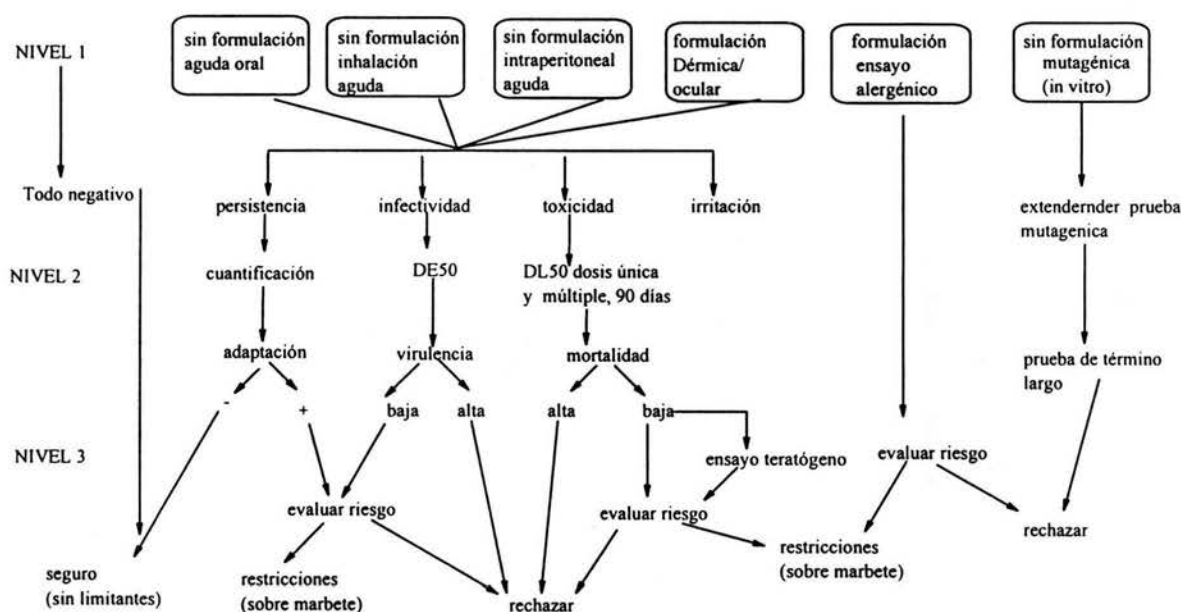 NIVEL 1
sin formulación
aguda oral
sin formulación
inhalación
aguda
sin formulación
intraperitoneal
aguda
formulación
Dérmica/
ocular
formulación
ensayo
alergénico
sin formulación
mutagénica
(in vitro)
Todo negativo
persistencia
infectividad
toxicidad
irritación
extendernder prueba
mutagenica
NIVEL 2
cuantificación
DE50
DL50 dosis única
y múltiple, 90 días
adaptación
virulencia
mortalidad
prueba de término
largo
-
+
baja
alta
alta
baja
NIVEL 3
ensayo teratógeno
evaluar riesgo
evaluar riesgo
evaluar riesgo
rechazar
restricciones
(sobre marbete)
seguro
(sin limitantes)
restricciones
(sobre marbete)
rechazar